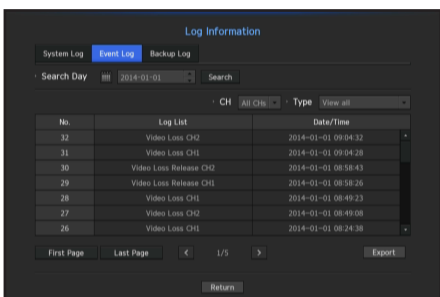 Log Information
System Log Event Log Backup Log
· Search Day 2014-01-01 Search
· CH All CHs · Type View all
No. Log List Date/Time
32 Video Loss CH2 2014-01-01 09:04:32
31 Video Loss CH1 2014-01-01 09:04:28
30 Video Loss Release CH2 2014-01-01 08:58:43
29 Video Loss Release CH1 2014-01-01 08:58:26
28 Video Loss CH1 2014-01-01 08:49:23
27 Video Loss CH2 2014-01-01 08:49:08
26 Video Loss CH1 2014-01-01 08:24:38
First Page Last Page < 1/5 > Export
Return